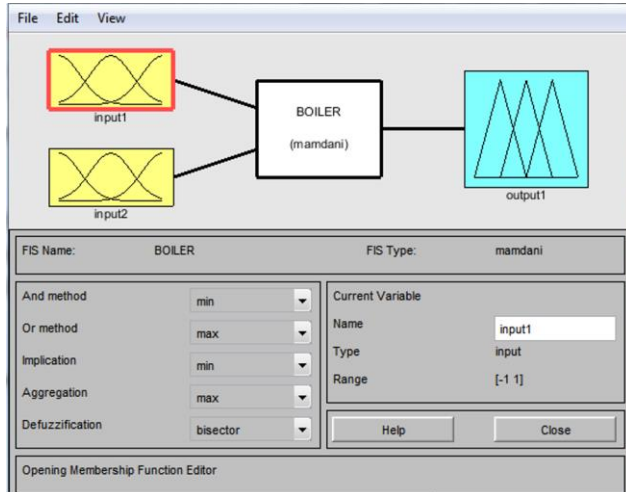 File Edit View
input1
BOILER
(mamdani)
output1
input2
FIS Name: BOILER FIS Type: mamdani
And method min
Or method max
Implication min
Aggregation max
Defuzzification bisector
Current Variable
Name input1
Type input
Range [-1 1]
Help Close
Opening Membership Function Editor